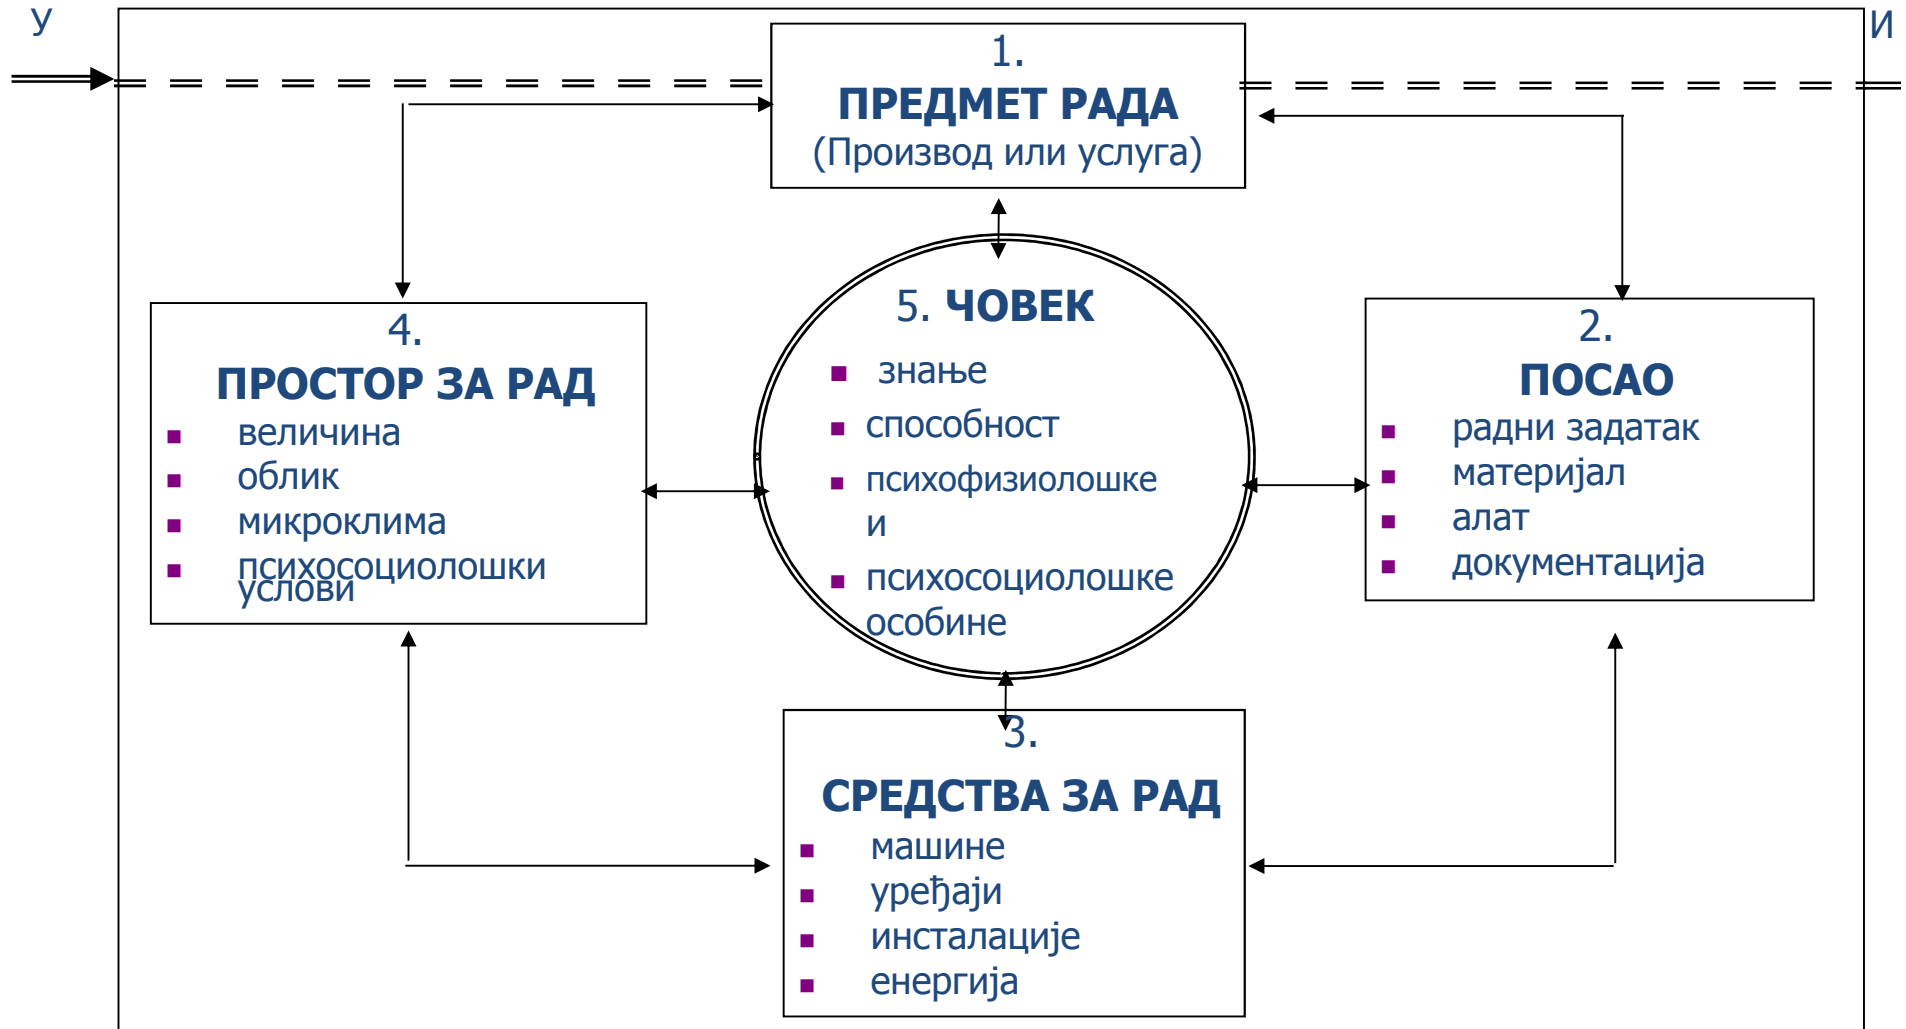 У
И
1.
ПРЕДМЕТ РАДА
(Производ или услуга)
4.
ПРОСТОР ЗА РАД
величина
облик
микроклима
психосоциолошки
услови
5. ЧОВЕК
знање
способност
психофизиолошке
и
психосоциолошке
особине
2.
ПОСАО
радни задатак
материјал
алат
документација
3.
СРЕДСТВА ЗА РАД
машине
уређаји
инсталације
енергија